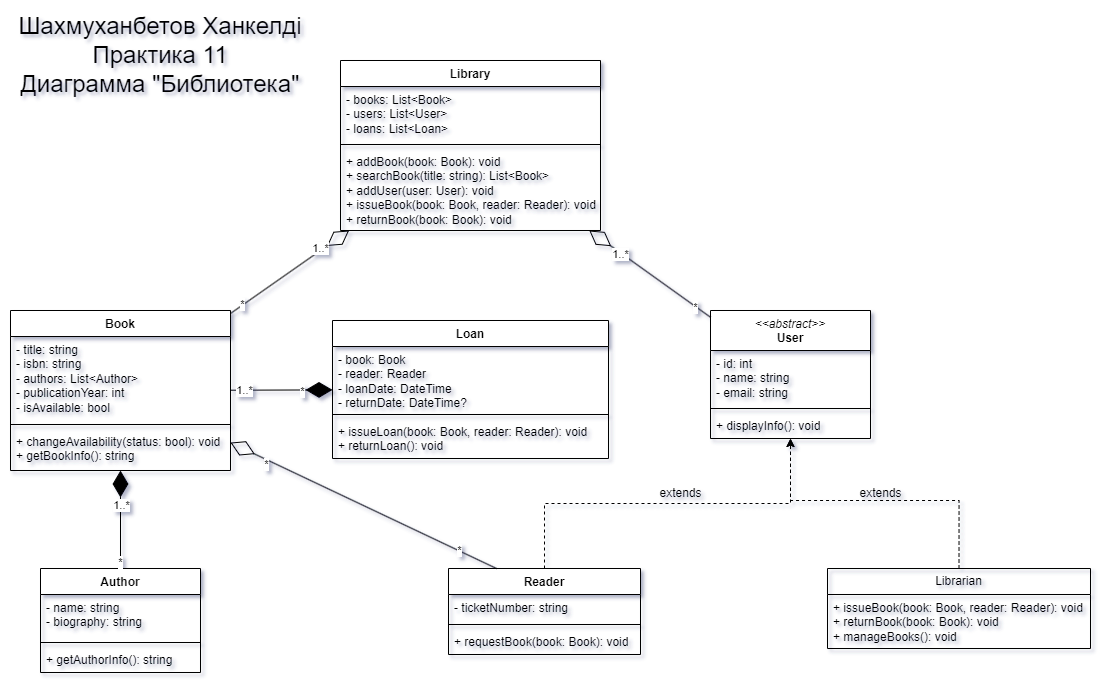 Шахмуханбетов Ханкелді
Практика 11
Диаграмма "Библиотека"
Library
- books: List<Book>
- users: List<User>
- loans: List<Loan>
+ addBook(book: Book): void
+ searchBook(title: string): List<Book>
+ addUser(user: User): void
+ issueBook(book: Book, reader: Reader): void
+ returnBook(book: Book): void
1..*
1..*
*
*
Book
- title: string
- isbn: string
- authors: List<Author>
- publicationYear: int
- isAvailable: bool
+ changeAvailability(status: bool): void
+ getBookInfo(): string
1..*
*
Loan
- book: Book
- reader: Reader
- loanDate: DateTime
- returnDate: DateTime?
+ issueLoan(book: Book, reader: Reader): void
+ returnLoan(): void
<<abstract>>
User
- id: int
- name: string
- email: string
+ displayInfo(): void
*
1..*
extends
extends
*
*
Author
- name: string
- biography: string
+ getAuthorInfo(): string
Reader
- ticketNumber: string
+ requestBook(book: Book): void
Librarian
+ issueBook(book: Book, reader: Reader): void
+ returnBook(book: Book): void
+ manageBooks(): void